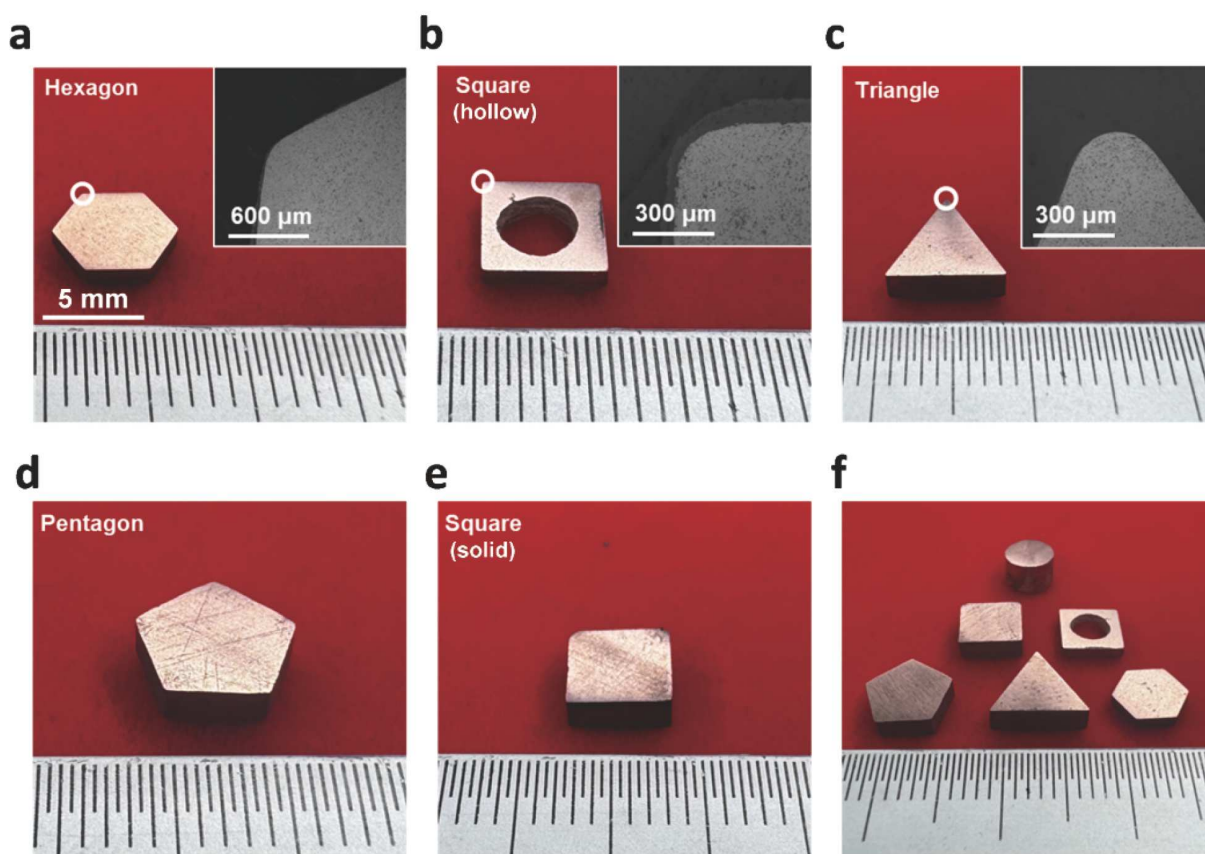 a
Hexagon
600 µm
5 mm
b
Square
(hollow)
300 µm
c
Triangle
300 µm
d
Pentagon
e
Square
(solid)
f